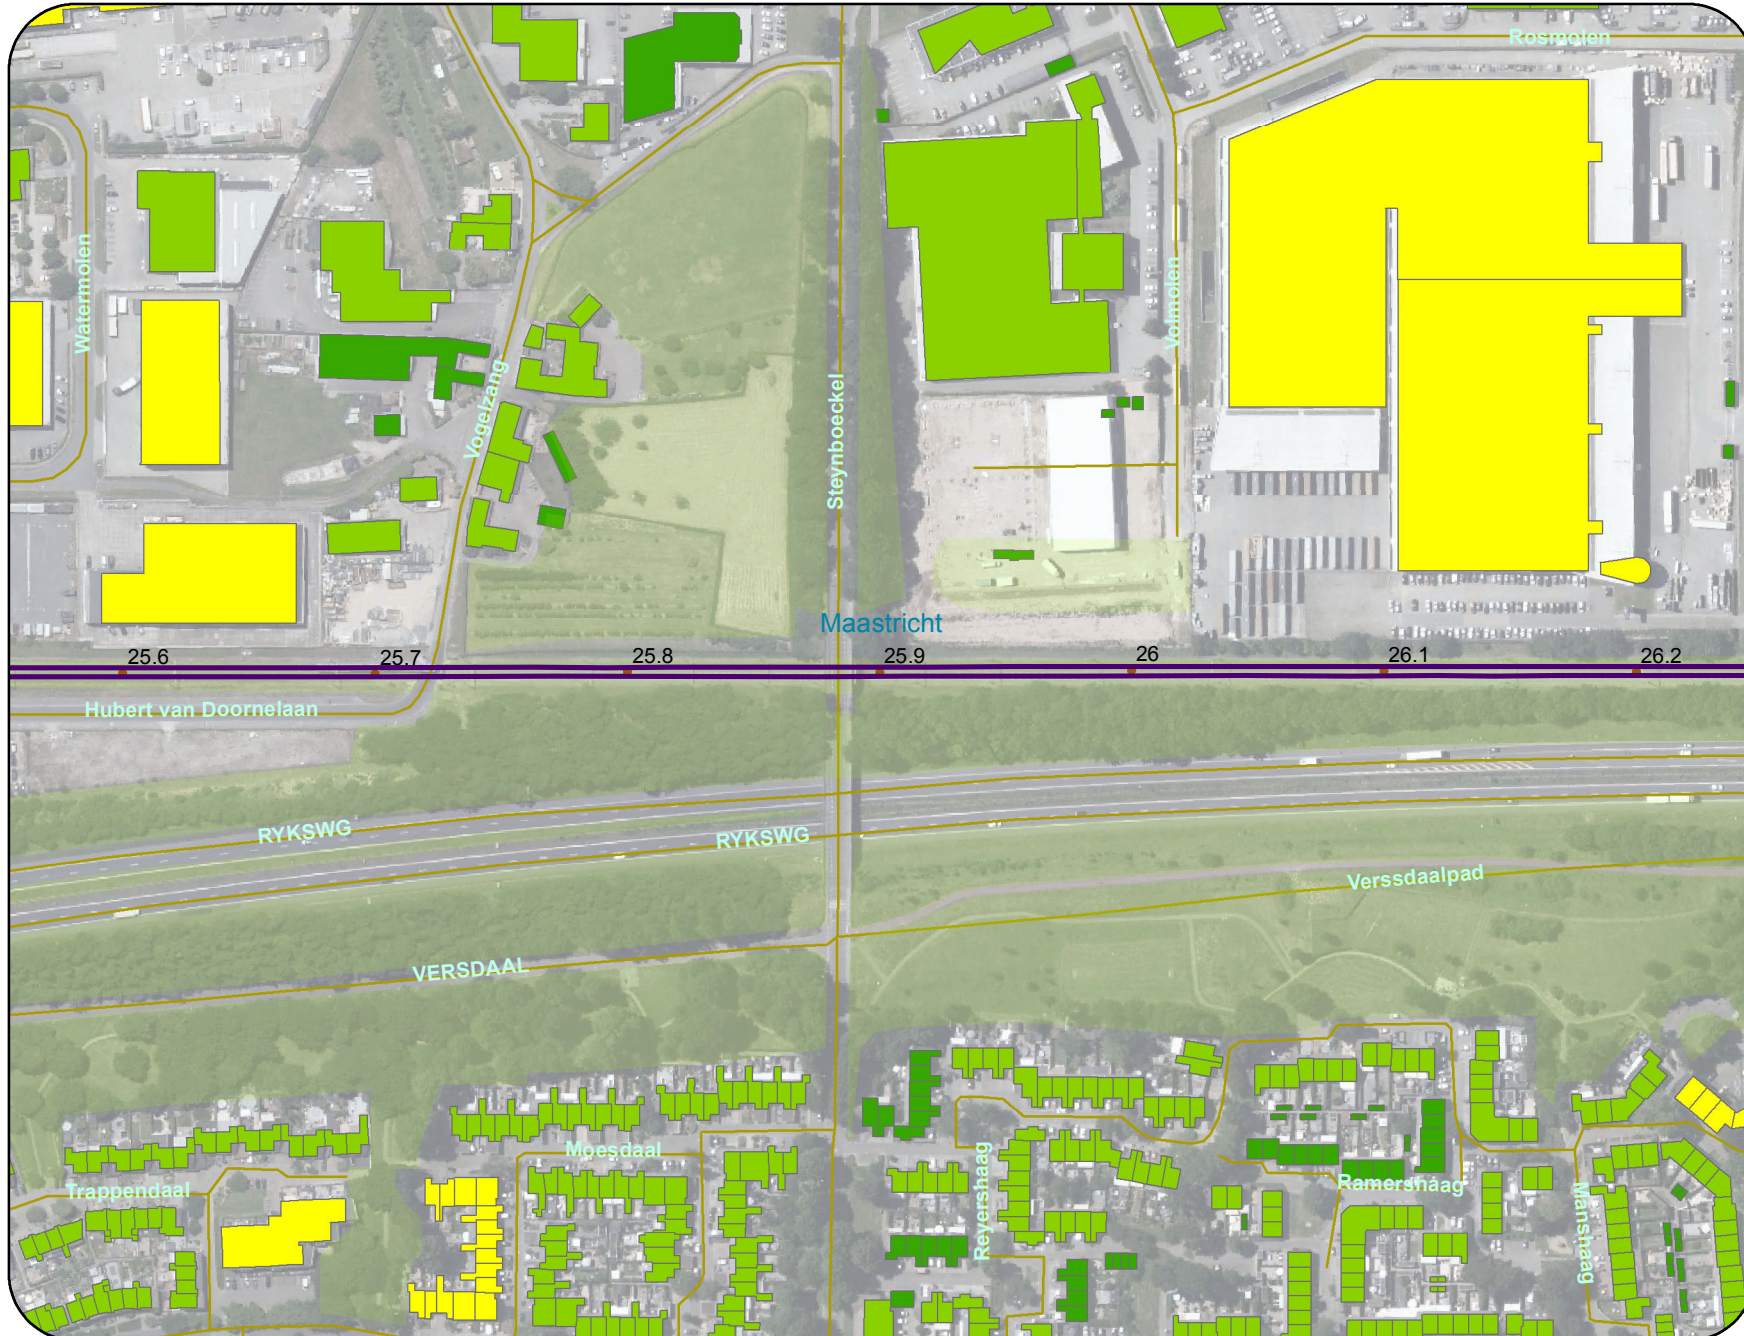 Rosmolen
Watermolen
Volmolen
Vogelzang
Steynboeckel
Maastricht
25.6
25.7
25.8
25.9
26
26.1
26.2
Hubert van Doornelaan
RYKSWG
RYKSWG
Verssdaalpad
VERSDAAL
Moesdaal
Trappendaal
Reyershaag
Ramershaag
Manshaag